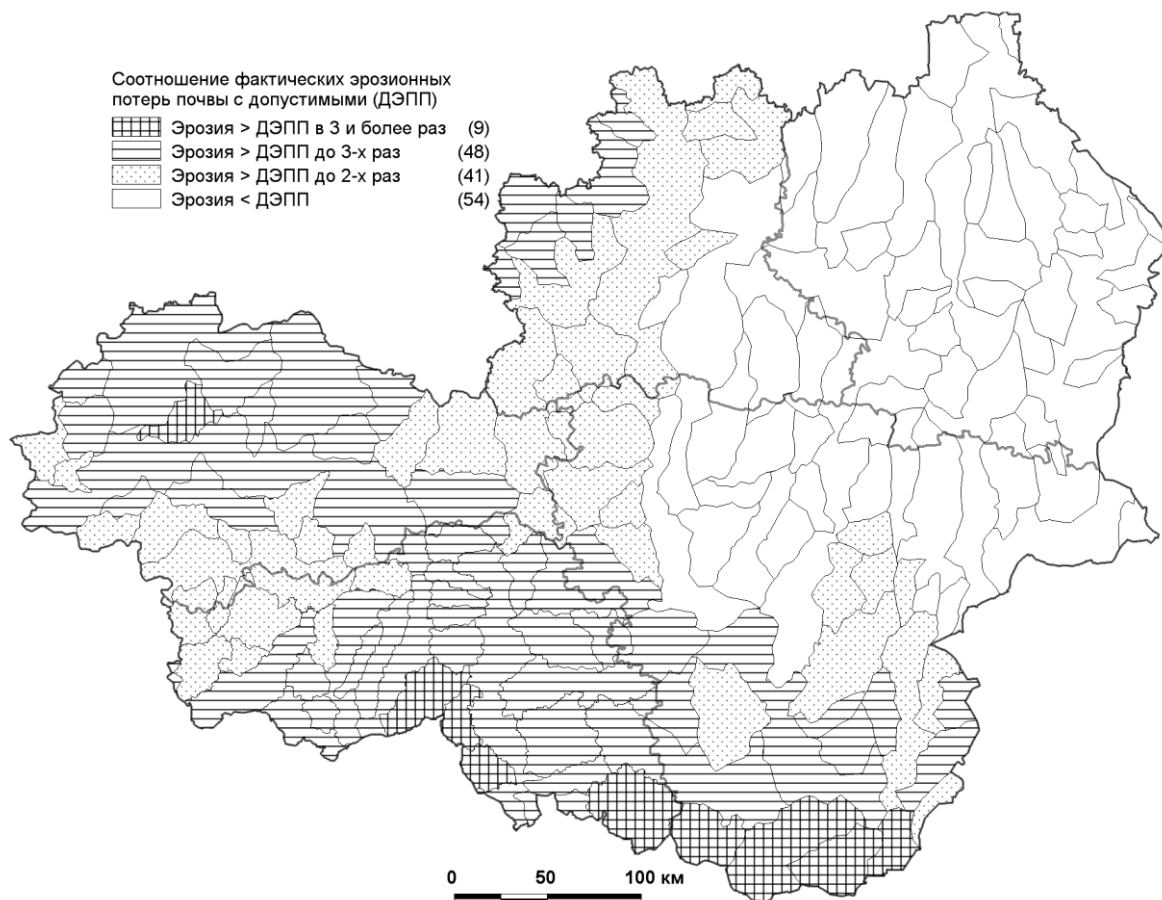 Соотношение фактических эрозионных
потерь почвы с допустимыми (ДЭПП)
Эрозия > ДЭПП в 3 и более раз (9)
Эрозия > ДЭПП до 3-х раз (48)
Эрозия > ДЭПП до 2-х раз (41)
Эрозия < ДЭПП (54)
0 50 100 км